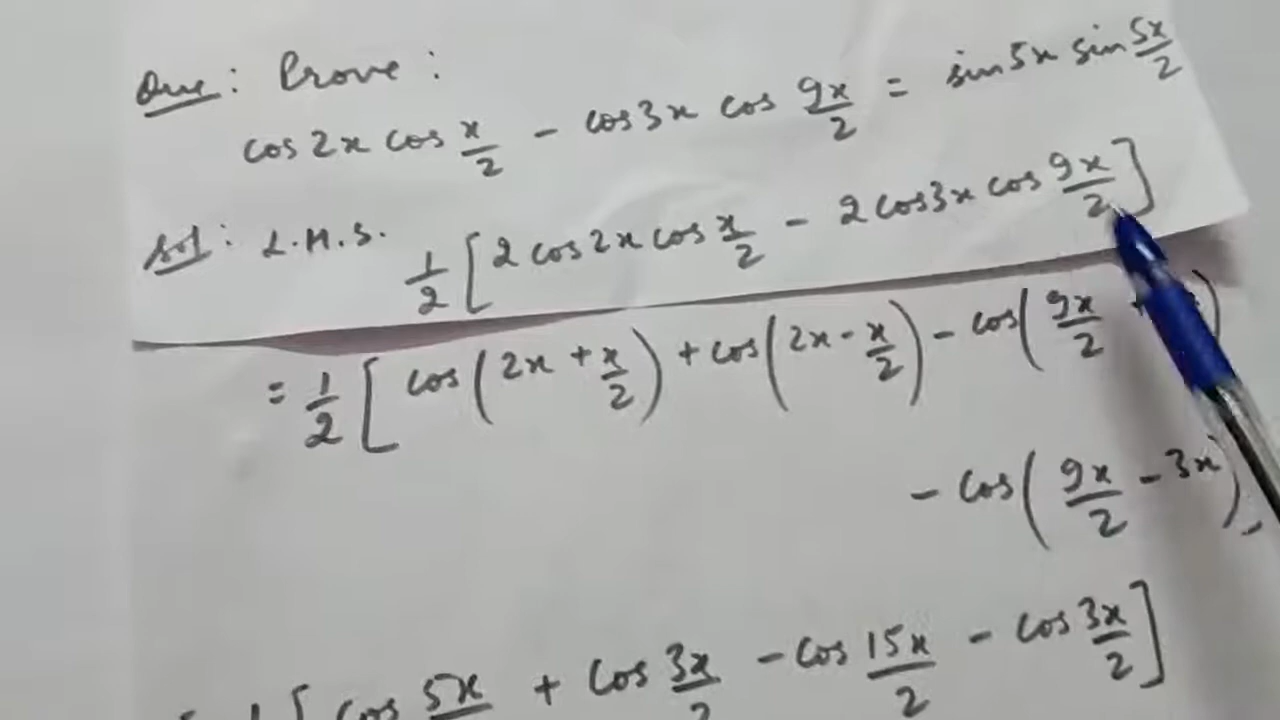 Que: Prove:
cos 2x cos x/2 - cos 3x cos 9x/2 = sin 5x sin 5x/2
Sol: L.H.S.
1/2 [ 2 cos 2x cos x/2 - 2 cos 3x cos 9x/2 ]
= 1/2 [ cos ( 2x + x/2 ) + cos ( 2x - x/2 ) - cos ( 9x/2 )
- cos ( 9x/2 - 3x )
[ cos 5x + cos 3x/2 - cos 15x/2 - cos 3x/2 ]